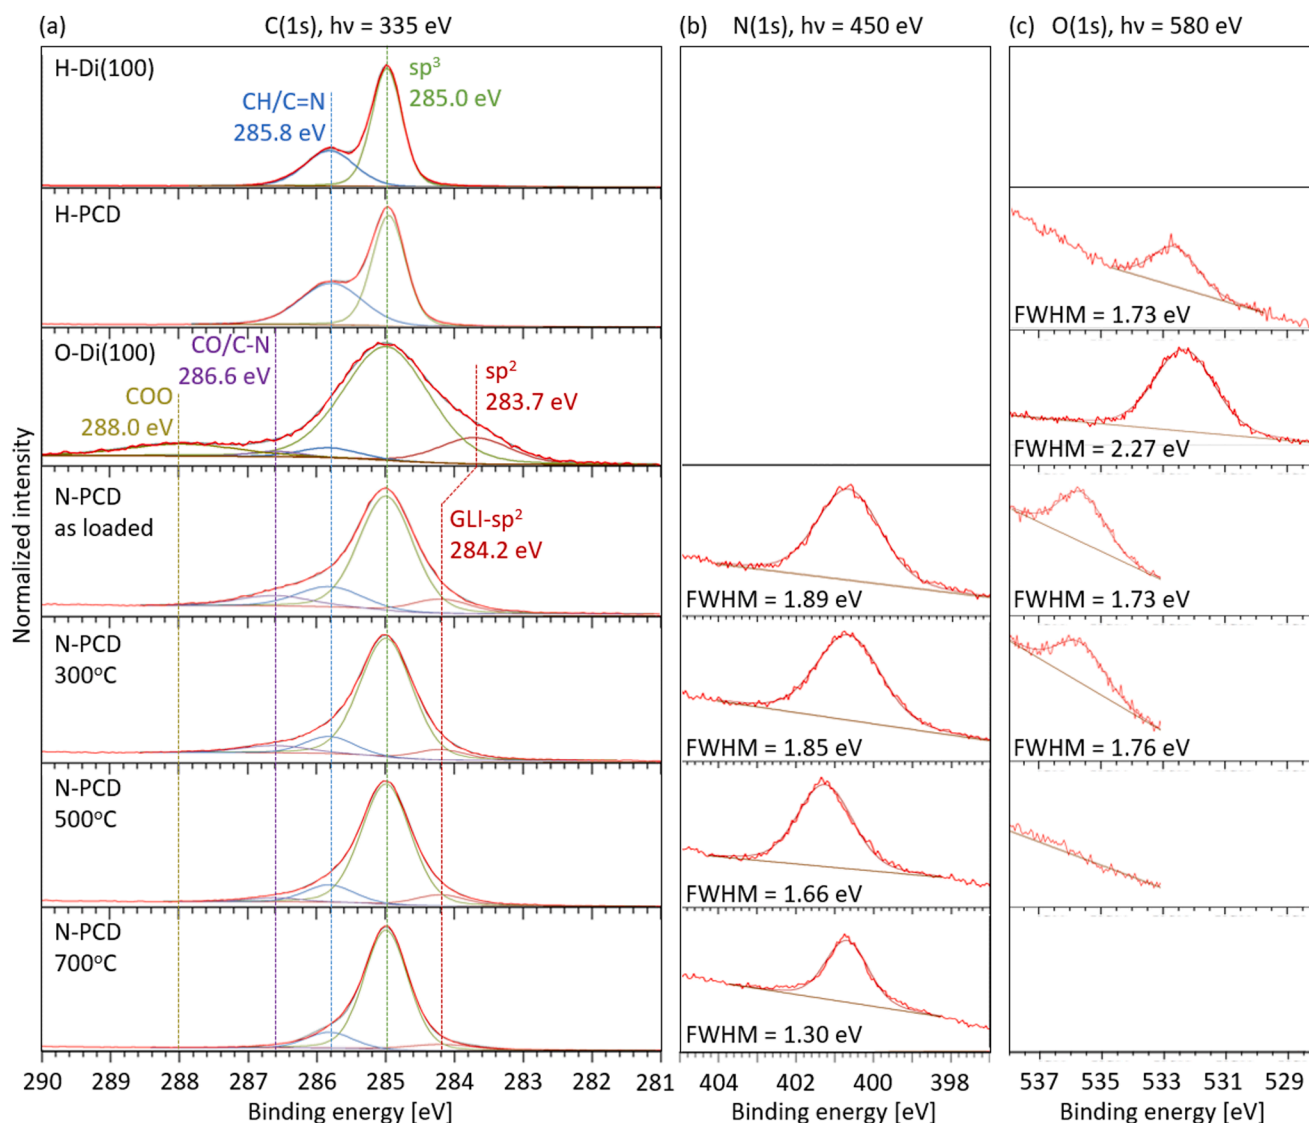 (a) C(1s), hν = 335 eV
(b) N(1s), hν = 450 eV
(c) O(1s), hν = 580 eV
Normalized intensity
H-Di(100)
CH/C=N
285.8 eV
sp³
285.0 eV
H-PCD
FWHM = 1.73 eV
O-Di(100)
COO
288.0 eV
CO/C-N
286.6 eV
sp²
283.7 eV
FWHM = 2.27 eV
N-PCD
as loaded
GLI-sp²
284.2 eV
FWHM = 1.89 eV
FWHM = 1.73 eV
N-PCD
300°C
FWHM = 1.85 eV
FWHM = 1.76 eV
N-PCD
500°C
FWHM = 1.66 eV
N-PCD
700°C
FWHM = 1.30 eV
290 289 288 287 286 285 284 283 282 281
404 402 400 398
537 535 533 531 529
Binding energy [eV]
Binding energy [eV]
Binding energy [eV]